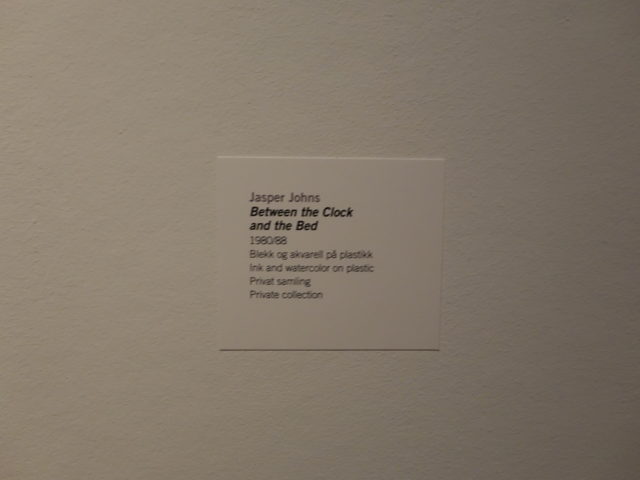 Jasper Johns
Between the Clock
and the Bed
1980/88
Blekk og akvarell på plastikk
Ink and watercolor on plastic
Privat samling
Private collection